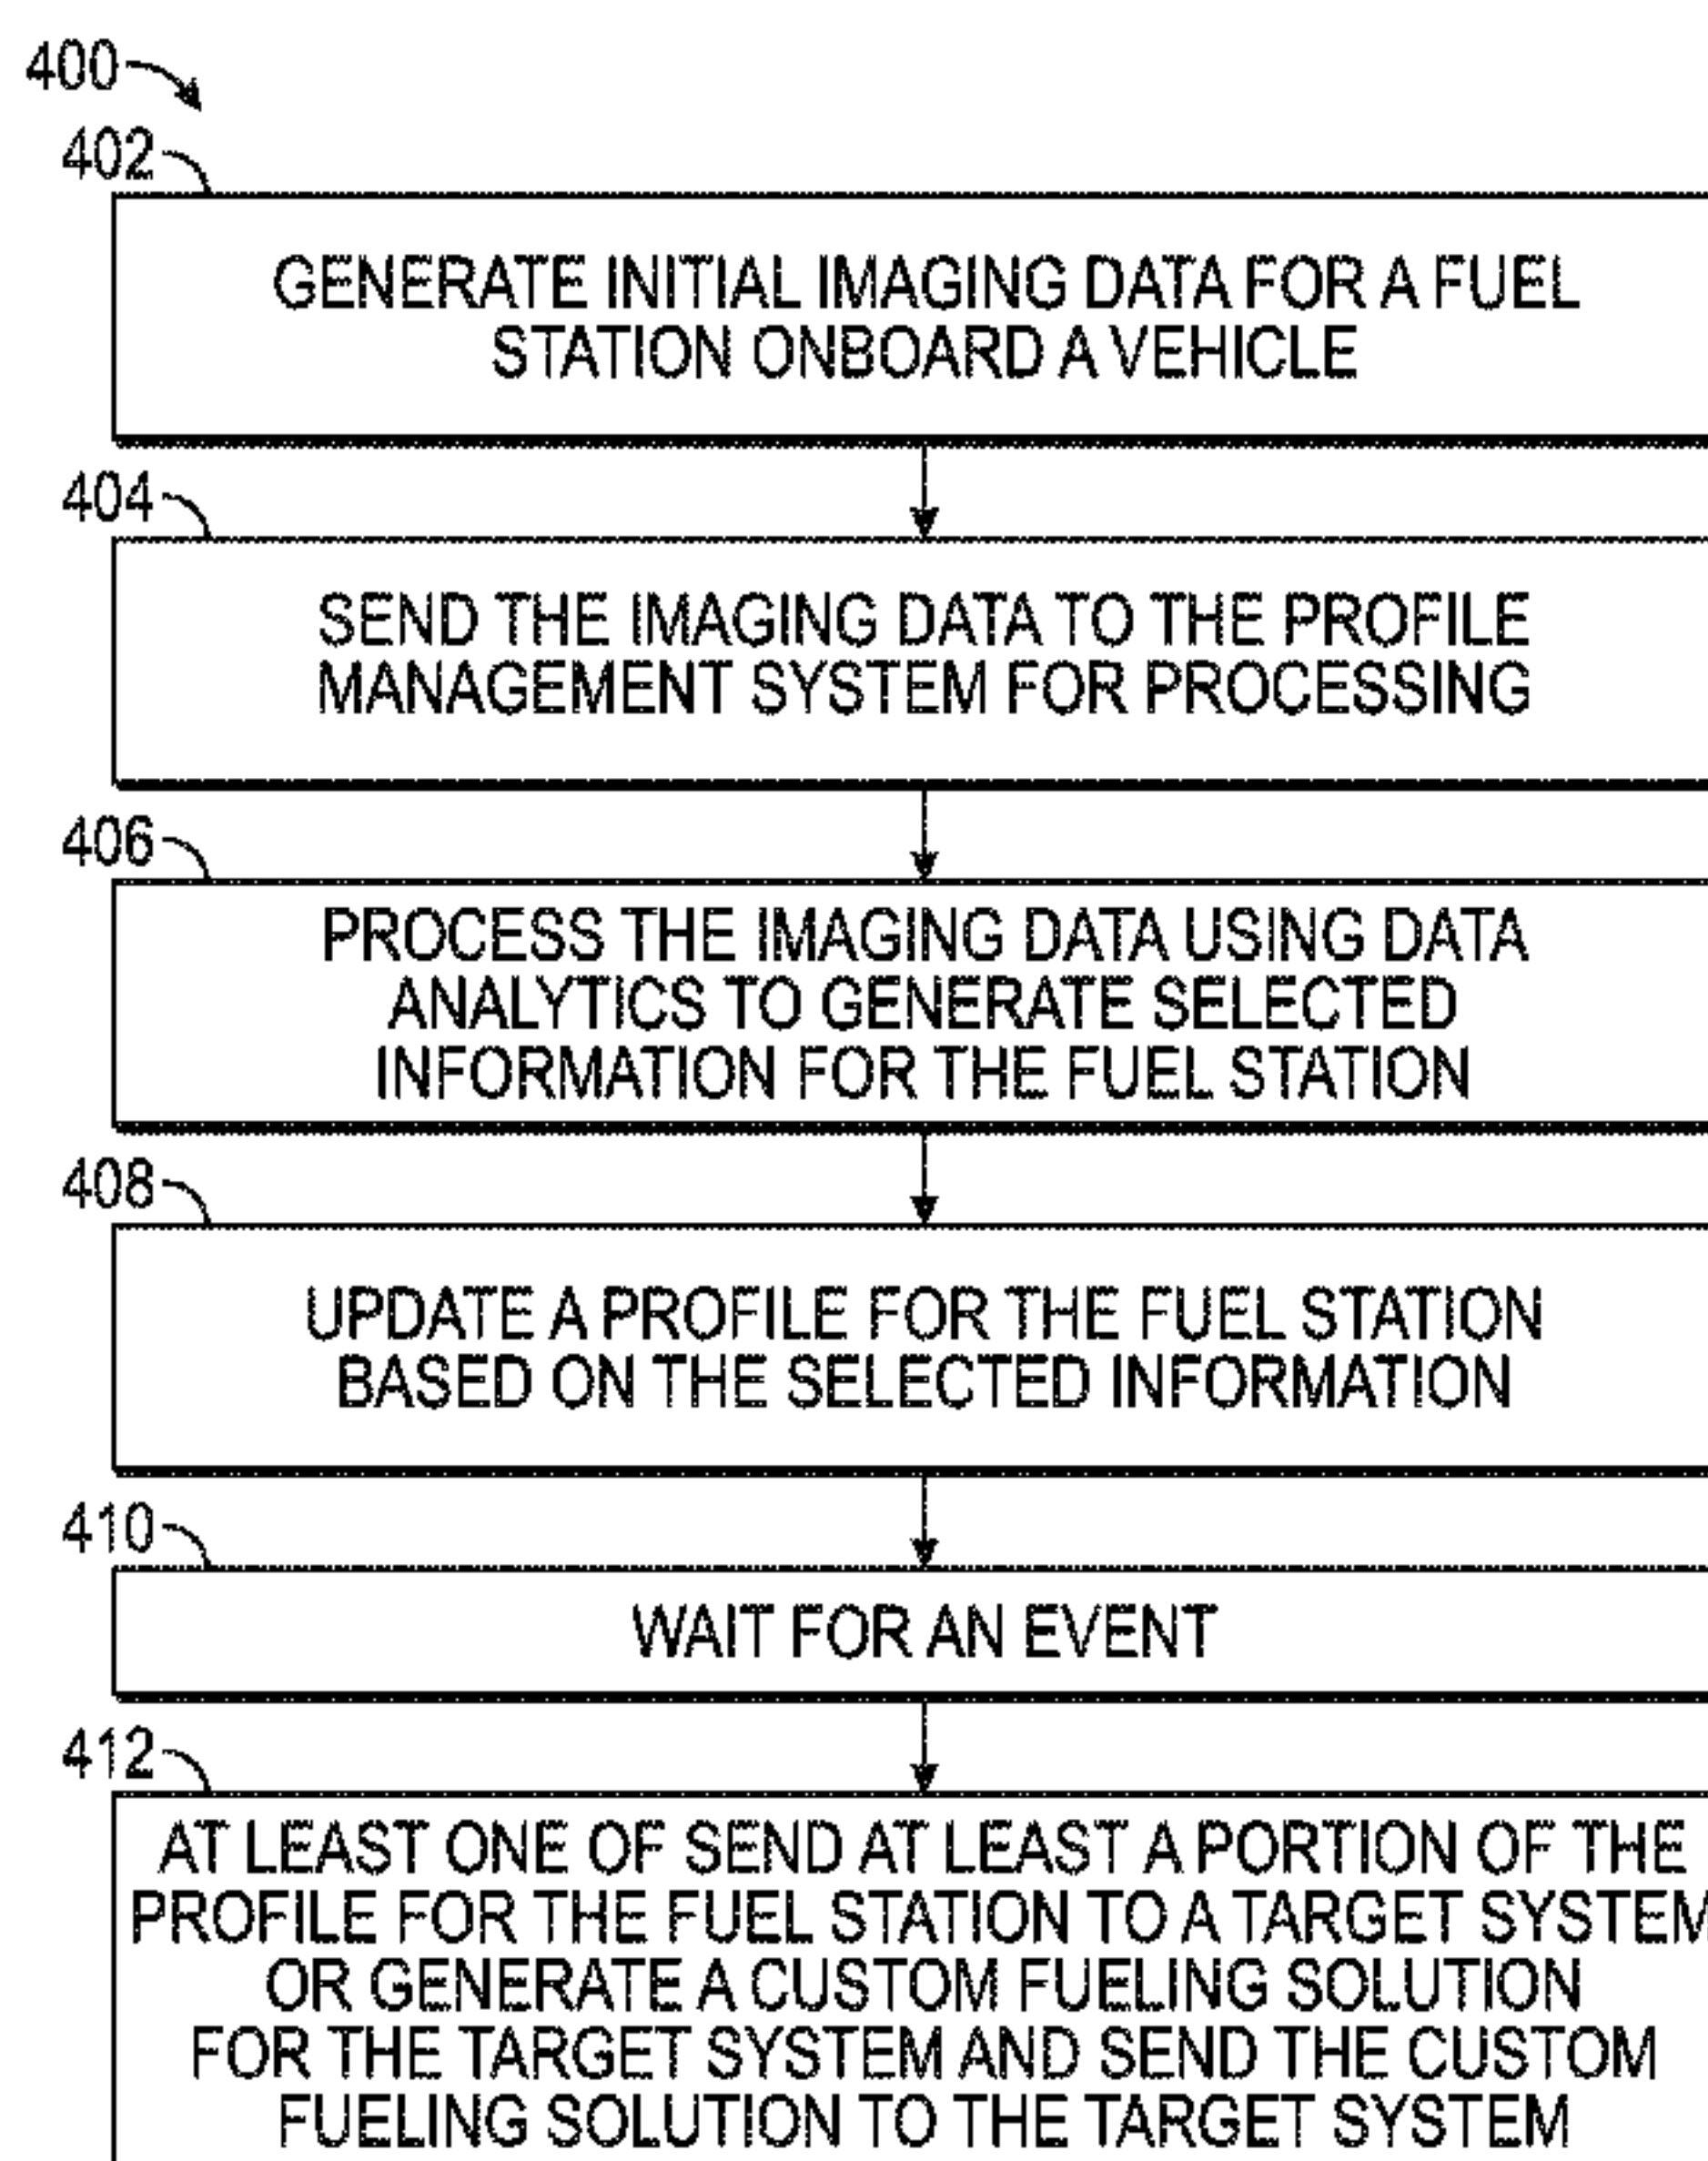 400
402
GENERATE INITIAL IMAGING DATA FOR A FUEL
STATION ONBOARD A VEHICLE
404
SEND THE IMAGING DATA TO THE PROFILE
MANAGEMENT SYSTEM FOR PROCESSING
406
PROCESS THE IMAGING DATA USING DATA
ANALYTICS TO GENERATE SELECTED
INFORMATION FOR THE FUEL STATION
408
UPDATE A PROFILE FOR THE FUEL STATION
BASED ON THE SELECTED INFORMATION
410
WAIT FOR AN EVENT
412
AT LEAST ONE OF SEND AT LEAST A PORTION OF THE
PROFILE FOR THE FUEL STATION TO A TARGET SYSTEM
OR GENERATE A CUSTOM FUELING SOLUTION
FOR THE TARGET SYSTEM AND SEND THE CUSTOM
FUELING SOLUTION TO THE TARGET SYSTEM